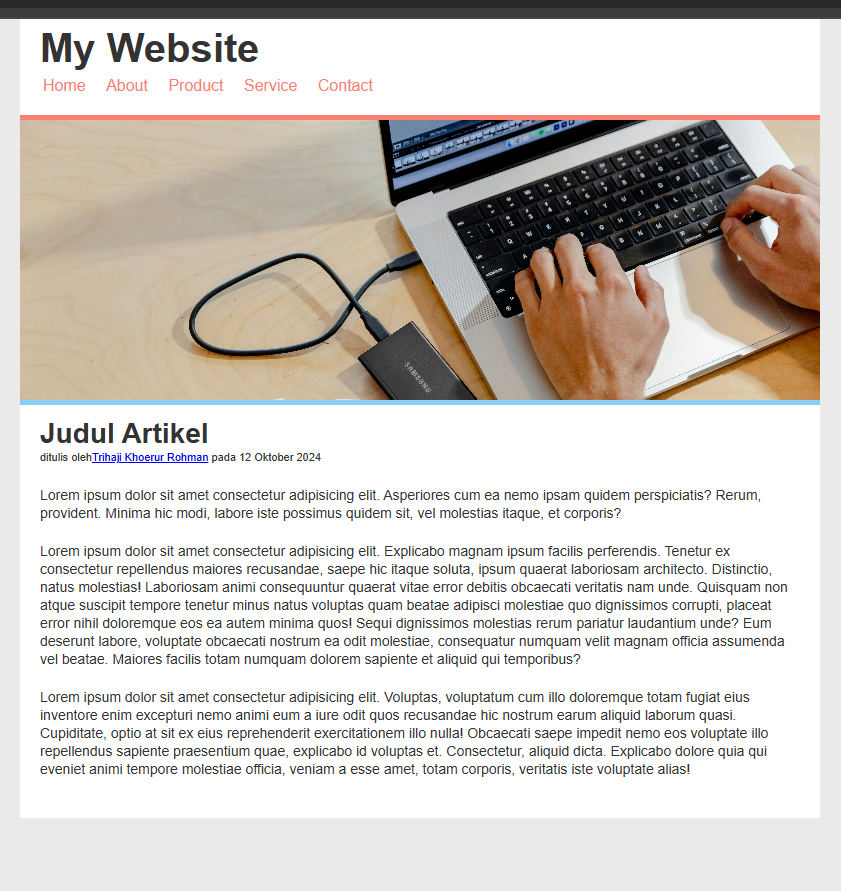 My Website
Home About Product Service Contact
SAMSUNG
Judul Artikel
ditulis olehTrihaji Khoerur Rohman pada 12 Oktober 2024
Lorem ipsum dolor sit amet consectetur adipisicing elit. Asperiores cum ea nemo ipsam quidem perspiciatis? Rerum,
provident. Minima hic modi, labore iste possimus quidem sit, vel molestias itaque, et corporis?
Lorem ipsum dolor sit amet consectetur adipisicing elit. Explicabo magnam ipsum facilis perferendis. Tenetur ex
consectetur repellendus maiores recusandae, saepe hic itaque soluta, ipsum quaerat laboriosam architecto. Distinctio,
natus molestias! Laboriosam animi consequuntur quaerat vitae error debitis obcaecati veritatis nam unde. Quisquam non
atque suscipit tempore tenetur minus natus voluptas quam beatae adipisci molestiae quo dignissimos corrupti, placeat
error nihil doloremque eos ea autem minima quos! Sequi dignissimos molestias rerum pariatur laudantium unde? Eum
deserunt labore, voluptate obcaecati nostrum ea odit molestiae, consequatur numquam velit magnam officia assumenda
vel beatae. Maiores facilis totam numquam dolorem sapiente et aliquid qui temporibus?
Lorem ipsum dolor sit amet consectetur adipisicing elit. Voluptas, voluptatum cum illo doloremque totam fugiat eius
inventore enim excepturi nemo animi eum a iure odit quos recusandae hic nostrum earum aliquid laborum quasi.
Cupiditate, optio at sit ex eius reprehenderit exercitationem illo nulla! Obcaecati saepe impedit nemo eos voluptate illo
repellendus sapiente praesentium quae, explicabo id voluptas et. Consectetur, aliquid dicta. Explicabo dolore quia qui
eveniet animi tempore molestiae officia, veniam a esse amet, totam corporis, veritatis iste voluptate alias!